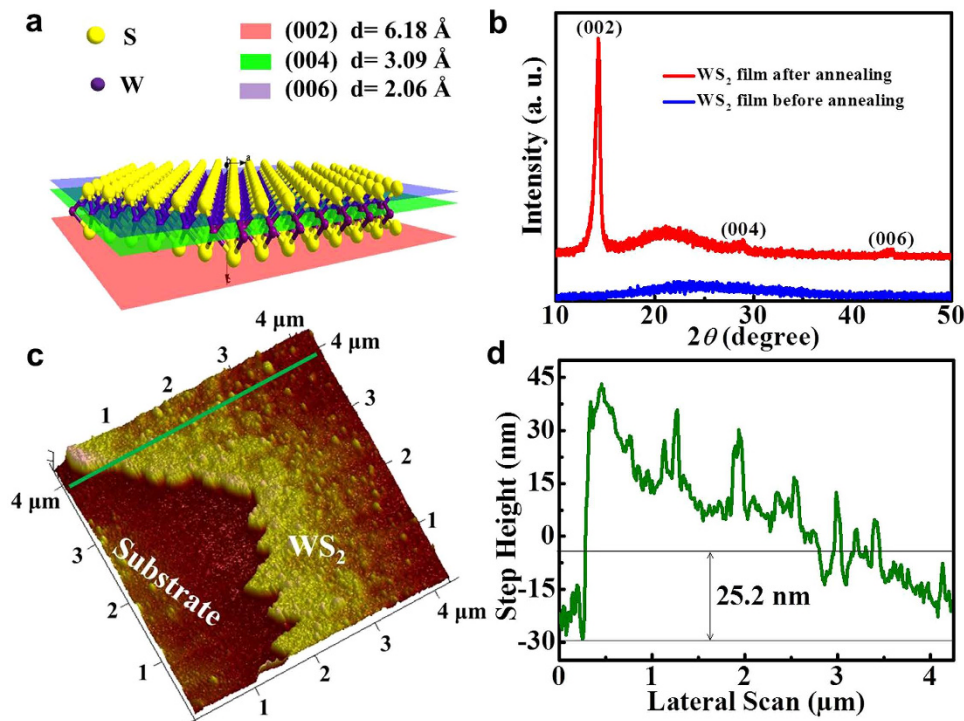 a
S
W
(002) d= 6.18 Å
(004) d= 3.09 Å
(006) d= 2.06 Å
a
c
b
(002)
WS₂ film after annealing
WS₂ film before annealing
(004)
(006)
Intensity (a. u.)
10 20 30 40 50
2θ (degree)
c
4 μm
4 μm
3
3
2
2
1
1
4 μm
3
2
1
Substrate
WS₂
4 μm
3
2
1
d
45
30
15
0
-15
-30
Step Height (nm)
25.2 nm
0 1 2 3 4
Lateral Scan (μm)